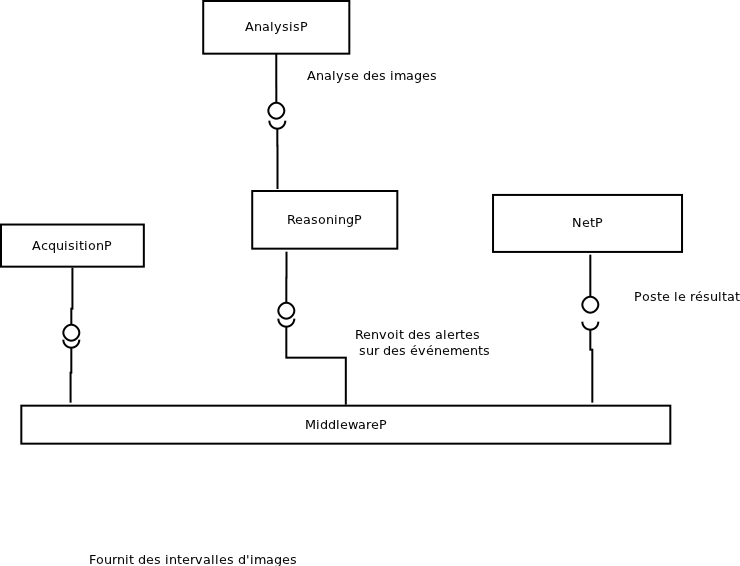 AnalysisP
Analyse des images
ReasoningP
NetP
AcquisitionP
Poste le résultat
Renvoit des alertes
sur des événements
MiddlewareP
Fournit des intervalles d'images